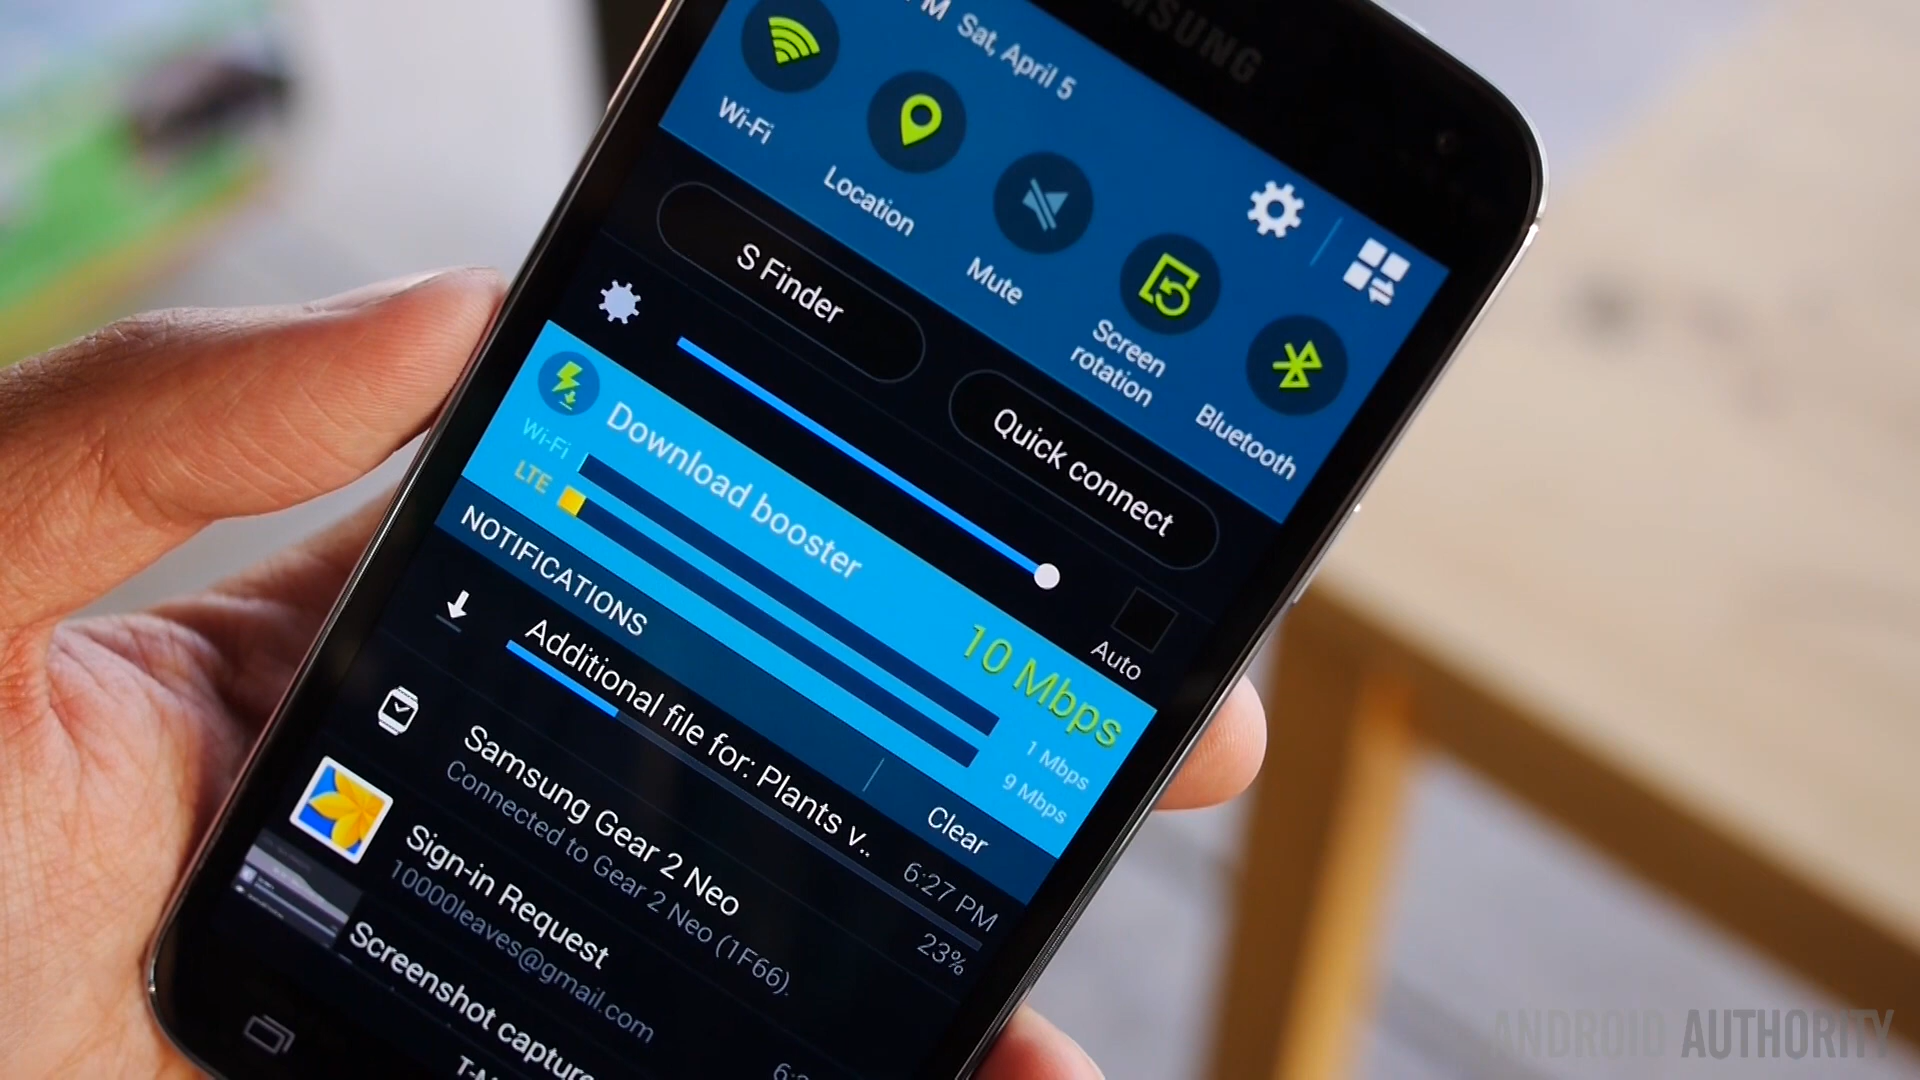 SAMSUNG
Sat, April 5
Wi-Fi
Location
Mute
Screen
rotation
Bluetooth
S Finder
Quick connect
Auto
Download booster
10 Mbps
Wi-Fi
1 Mbps
LTE
9 Mbps
NOTIFICATIONS
Clear
Additional file for: Plants v..
6:27 PM
23%
Samsung Gear 2 Neo
Connected to Gear 2 Neo (1F66).
Sign-in Request
10000leaves@gmail.com
Screenshot capture
ANDROID AUTHORITY